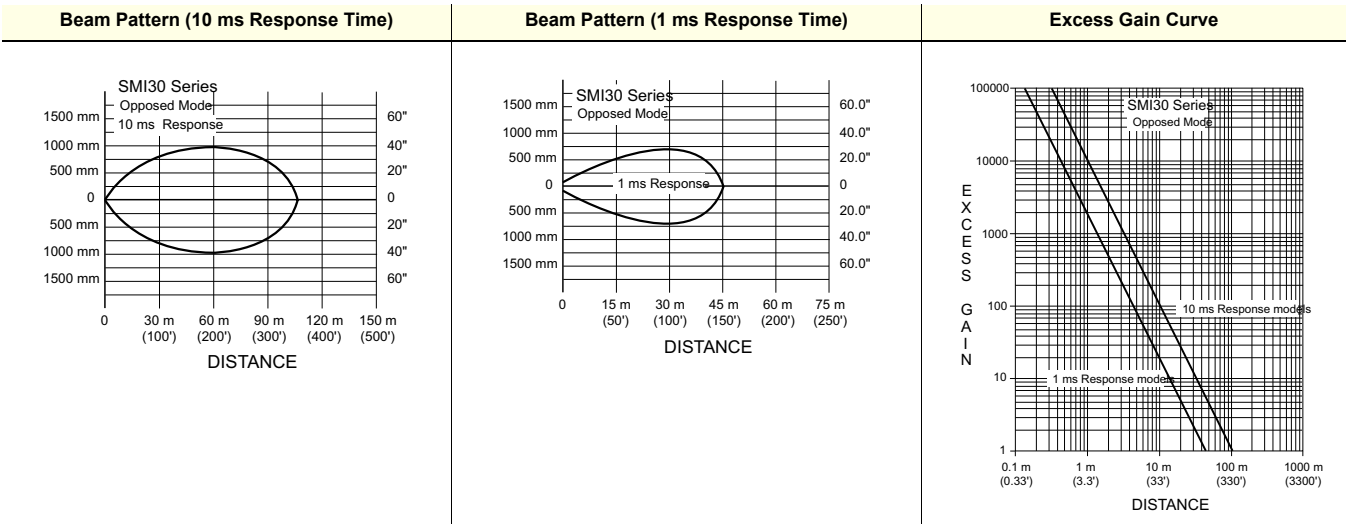 Beam Pattern (10 ms Response Time)
Beam Pattern (1 ms Response Time)
Excess Gain Curve
SMI30 Series
Opposed Mode
10 ms Response
1500 mm
1000 mm
500 mm
0
500 mm
1000 mm
1500 mm
60"
40"
20"
0
20"
40"
60"
0
30 m
(100')
60 m
(200')
90 m
(300')
120 m
(400')
150 m
(500')
DISTANCE
SMI30 Series
Opposed Mode
1 ms Response
1500 mm
1000 mm
500 mm
0
500 mm
1000 mm
1500 mm
60.0"
40.0"
20.0"
0
20.0"
40.0"
60.0"
0
15 m
(50')
30 m
(100')
45 m
(150')
60 m
(200')
75 m
(250')
DISTANCE
SMI30 Series
Opposed Mode
100000
10000
1000
100
10
1
EXCESS GAIN
10 ms Response models
1 ms Response models
0.1 m
(0.33')
1 m
(3.3')
10 m
(33')
100 m
(330')
1000 m
(3300')
DISTANCE